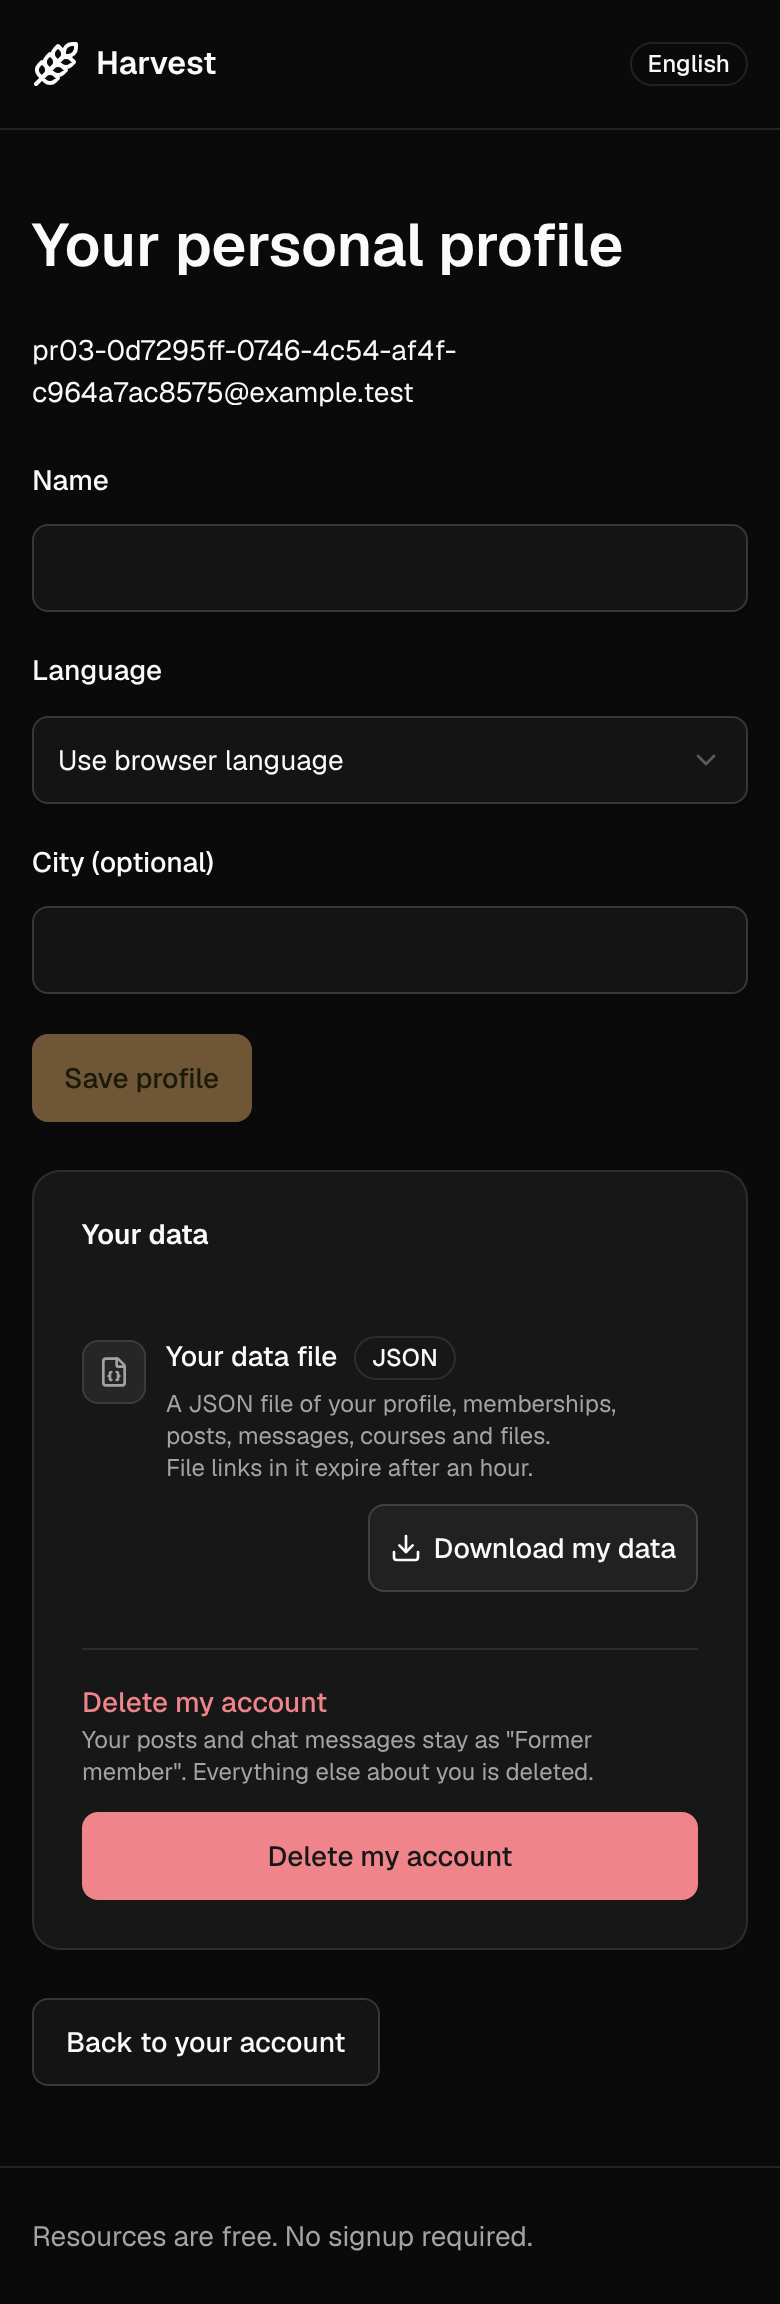 Harvest
English
Your personal profile
pr03-0d7295ff-0746-4c54-af4f-
c964a7ac8575@example.test
Name
Language
Use browser language
City (optional)
Save profile
Your data
{}
Your data file
JSON
A JSON file of your profile, memberships,
posts, messages, courses and files.
File links in it expire after an hour.
Download my data
Delete my account
Your posts and chat messages stay as "Former
member". Everything else about you is deleted.
Delete my account
Back to your account
Resources are free. No signup required.